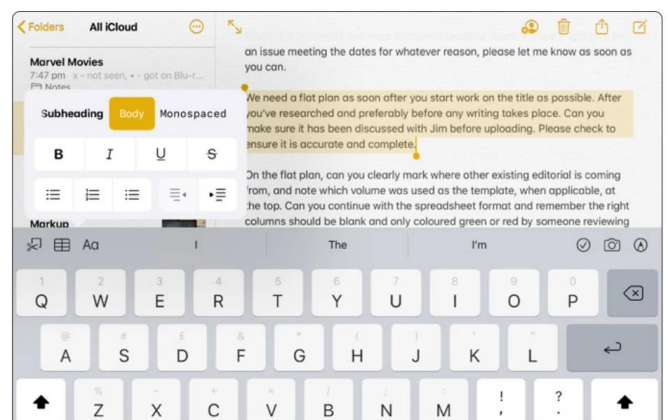 Folders
All iCloud
Marvel Movies
7:47 pm x - not seen, • - got on Blu-r...
Notes
Subheading
Body
Monospaced
B
I
U
S
Markup
an issue meeting the dates for whatever reason, please let me know as soon as
you can.
We need a flat plan as soon after you start work on the title as possible. After
you've researched and preferably before any writing takes place. Can you
make sure it has been discussed with Jim before uploading. Please check to
ensure it is accurate and complete.
On the flat plan, can you clearly mark where other existing editorial is coming
from, and note which volume was used as the template, when applicable, at
the top. Can you continue with the spreadsheet format and remember the right
columns should be blank and only coloured green or red by someone reviewing
Aa
I
The
I'm
1 2 3 4 5 6 7 8 9 0
Q W E R T Y U I O P
@ # £ & * ( ) ' "
A S D F G H J K L
% - + = / ; : ! ?
Z X C V B N M , .